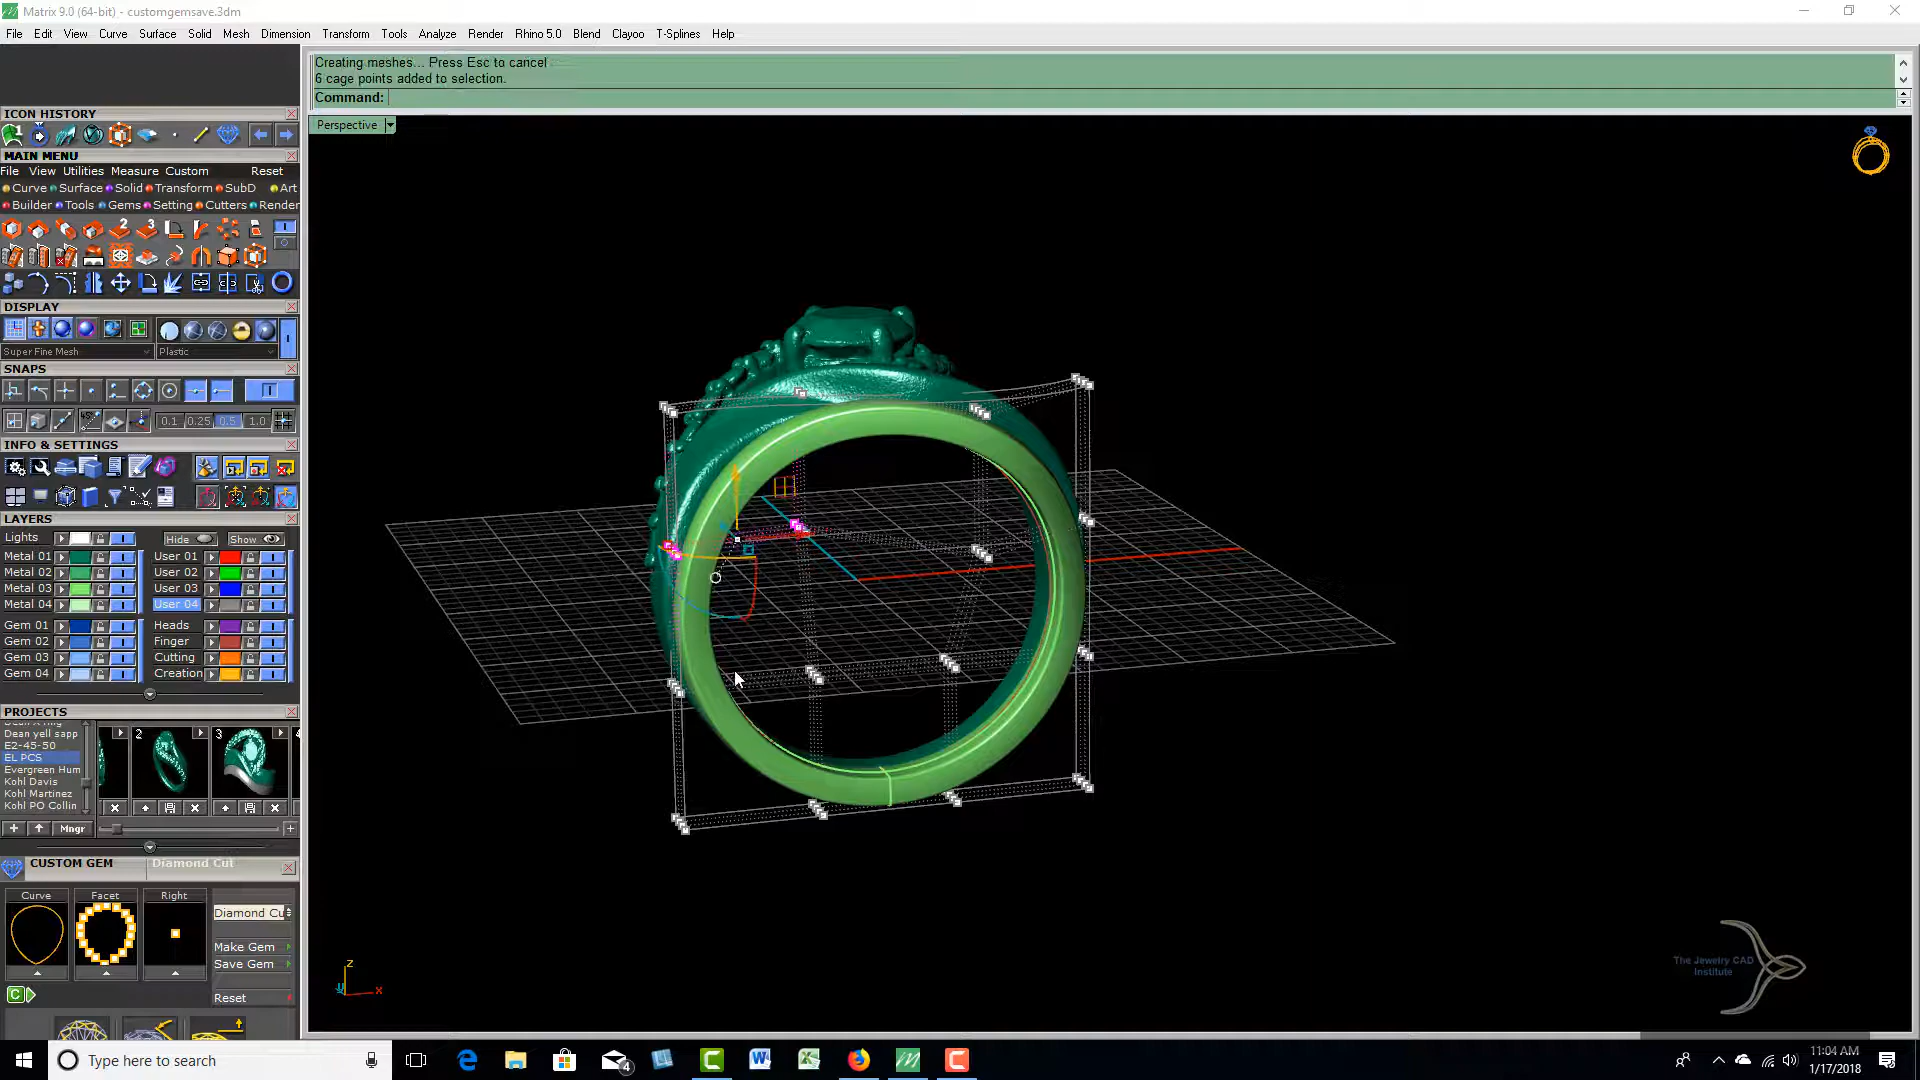 Matrix 9.0 (64-bit) - customgemsave.3dm
File Edit View Curve Surface Solid Mesh Dimension Transform Tools Analyze Render Rhino 5.0 Blend Clayoo T-Splines Help
Creating meshes... Press Esc to cancel
6 cage points added to selection.
Command:
Perspective
ICON HISTORY
MAIN MENU
File View Utilities Measure Custom Reset
Curve Surface Solid Transform SubD Art
Builder Tools Gems Setting Cutters Render
DISPLAY
Super Fine Mesh Plastic
SNAPS
0.1 0.25 0.5 1.0
INFO & SETTINGS
LAYERS
Lights Hide Show
Metal 01 User 01
Metal 02 User 02
Metal 03 User 03
Metal 04 User 04
Gem 01 Heads
Gem 02 Finger
Gem 03 Cutting
Gem 04 Creation
PROJECTS
Dean yell sapp
E2-45-50
EL PCS
Evergreen Hum
Kohl Davis
Kohl Martinez
Kohl PO Collin
2 3 4
Mngr
CUSTOM GEM Diamond Cut
Curve Facet Right
Diamond Cu
Make Gem
Save Gem
Reset
C
z
x
The Jewelry CAD
Institute
Type here to search
4
11:04 AM
1/17/2018